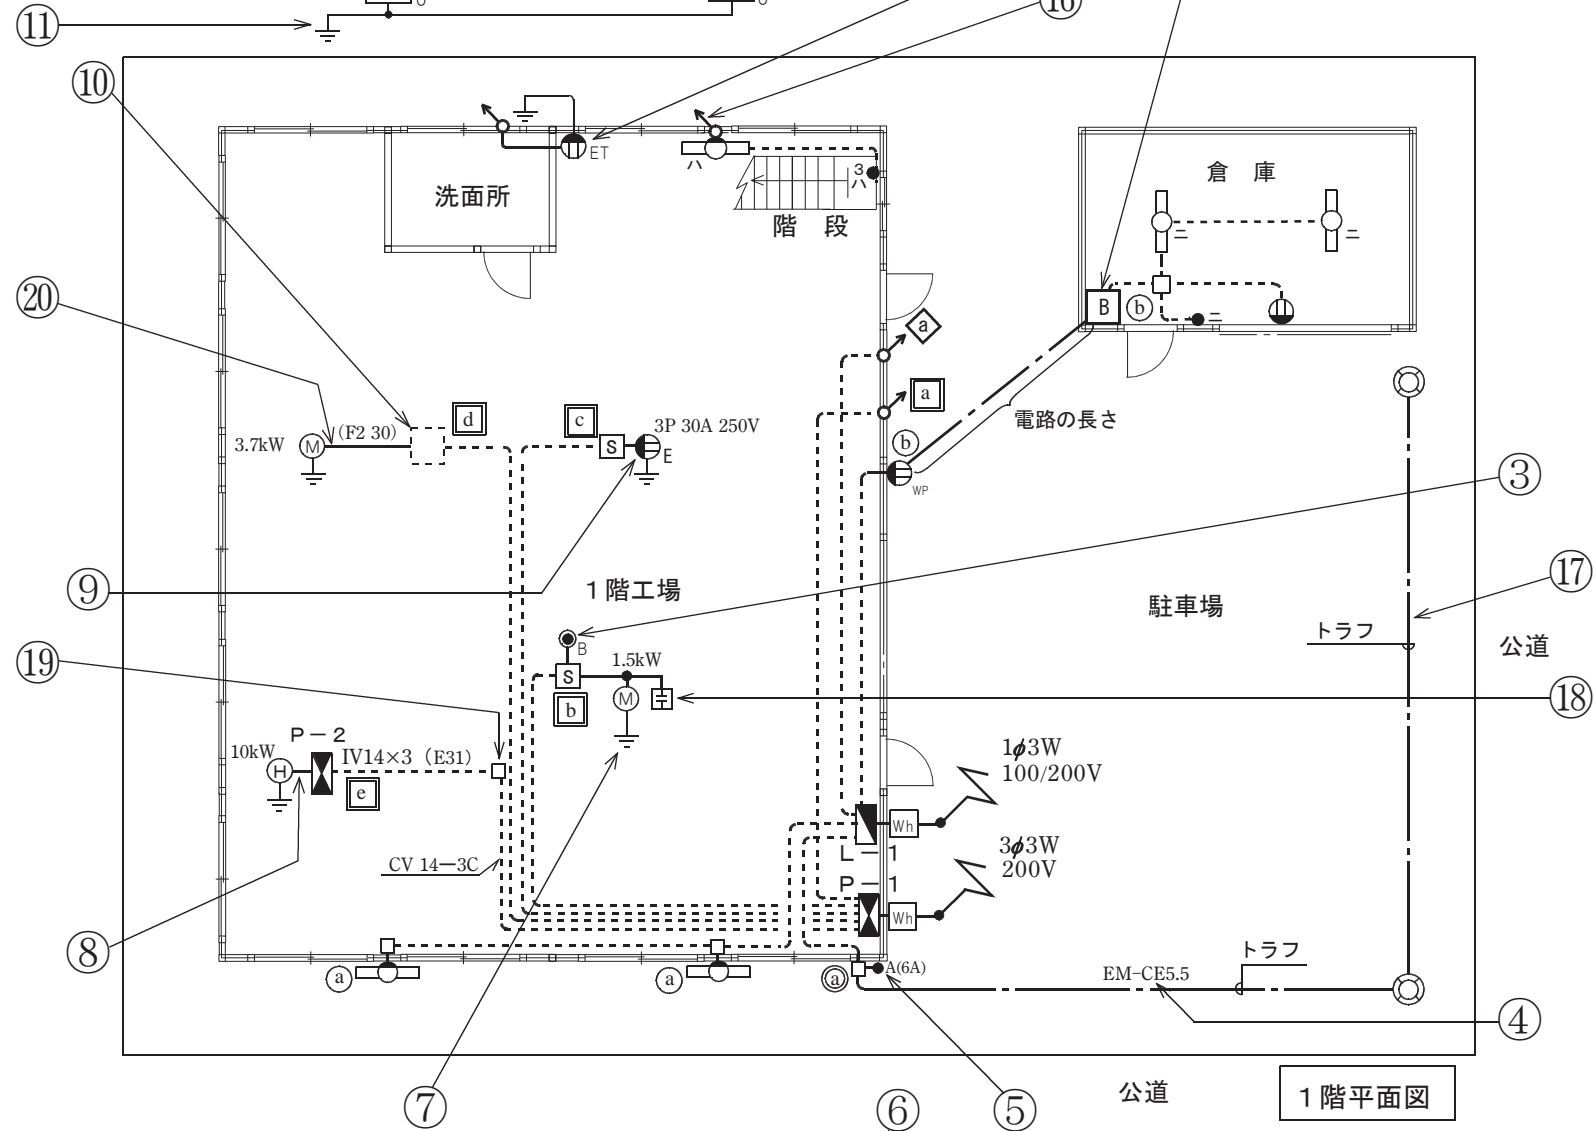 ⑪
⑯
⑩
ET
ハ
3
ハ
洗面所
階 段
倉 庫
ニ
ニ
B
ⓑ
ニ
⑳
a
a
電路の長さ
d
c
3P 30A 250V
(F2 30)
3.7kW
M
S
E
ⓑ
WP
③
⑨
1階工場
駐車場
⑰
トラフ
公道
B
⑲
1.5kW
S
M
b
⑱
P-2
10kW
IV14×3 (E31)
H
e
1φ3W
100/200V
Wh
L-1
CV 14-3C
3φ3W
200V
P-1
Wh
⑧
ⓐ
ⓐ
ⓐ
A(6A)
トラフ
EM-CE5.5
④
⑦
⑥
⑤
公道
1階平面図